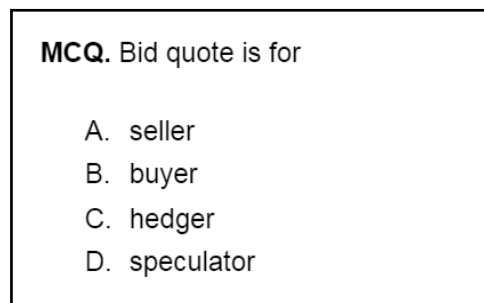 MCQ. Bid quote is for
A. seller
B. buyer
C. hedger
D. speculator